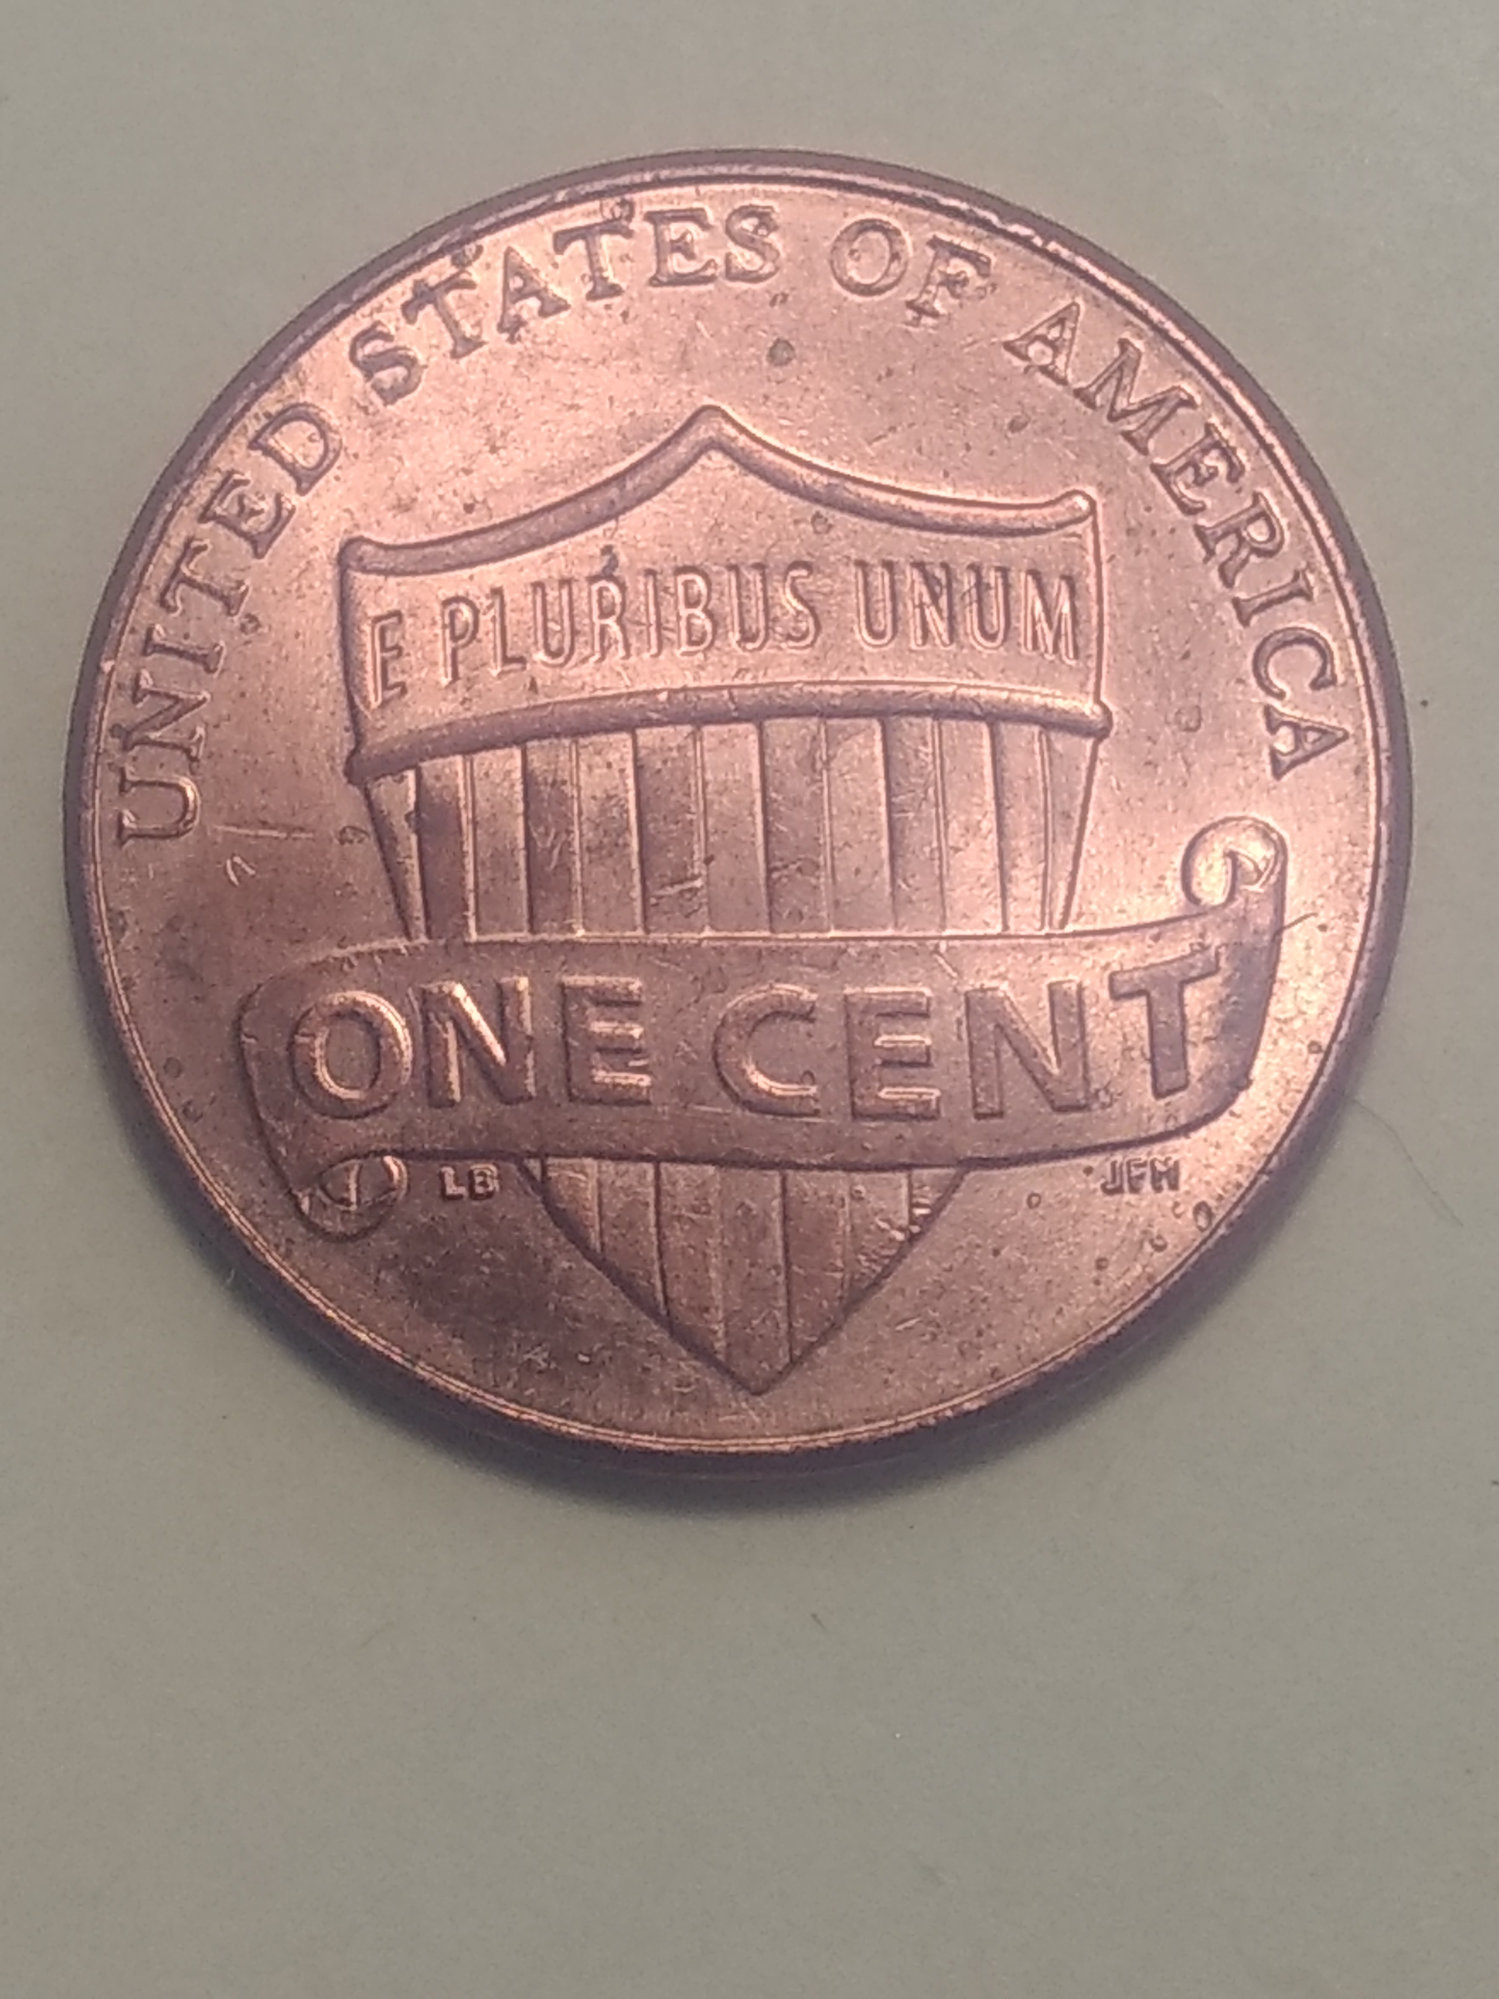 UNITED STATES OF AMERICA
E PLURIBUS UNUM
ONE CENT
LB
JFM